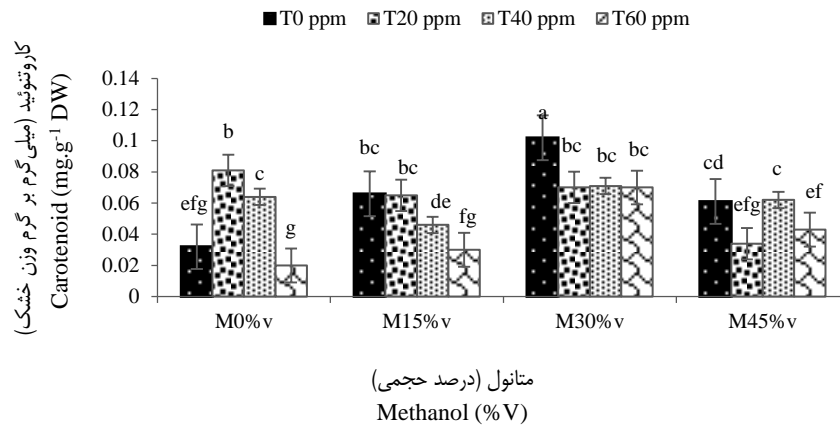 T0 ppm T20 ppm T40 ppm T60 ppm
کاروتنوئید (میلی‌گرم بر گرم وزن خشک)
Carotenoid (mg.g-1 DW)
0.14
0.12
0.1
0.08
0.06
0.04
0.02
0
efg b c g
bc bc de fg
a bc bc bc
cd efg c ef
M0%v M15%v M30%v M45%v
متانول (درصد حجمی)
Methanol (%V)